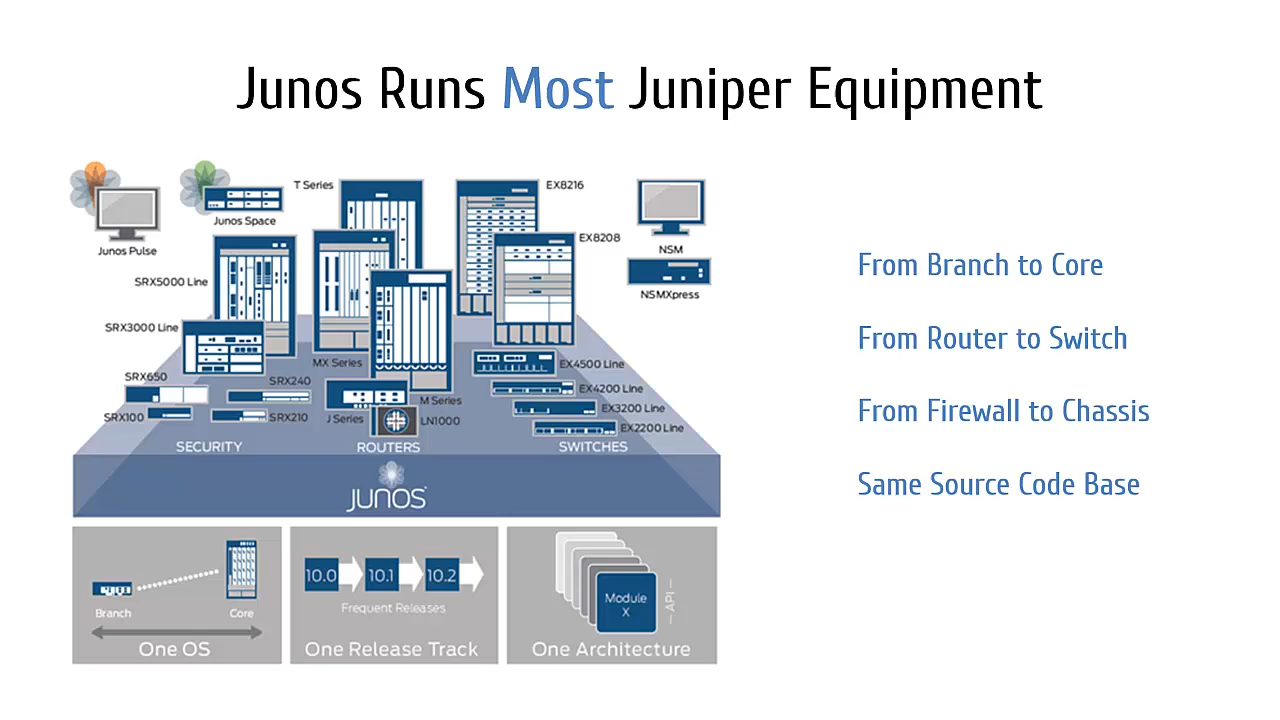 Junos Runs Most Juniper Equipment
Junos Pulse
Junos Space
T Series
EX8216
EX8208
NSM
NSMXpress
SRX5000 Line
SRX3000 Line
MX Series
SRX650
SRX240
SRX100
SRX210
J Series
M Series
LN1000
EX4500 Line
EX4200 Line
EX3200 Line
EX2200 Line
SECURITY
ROUTERS
SWITCHES
JUNOS
Branch
Core
One OS
10.0
10.1
10.2
Frequent Releases
One Release Track
Module
X
API
One Architecture
From Branch to Core
From Router to Switch
From Firewall to Chassis
Same Source Code Base